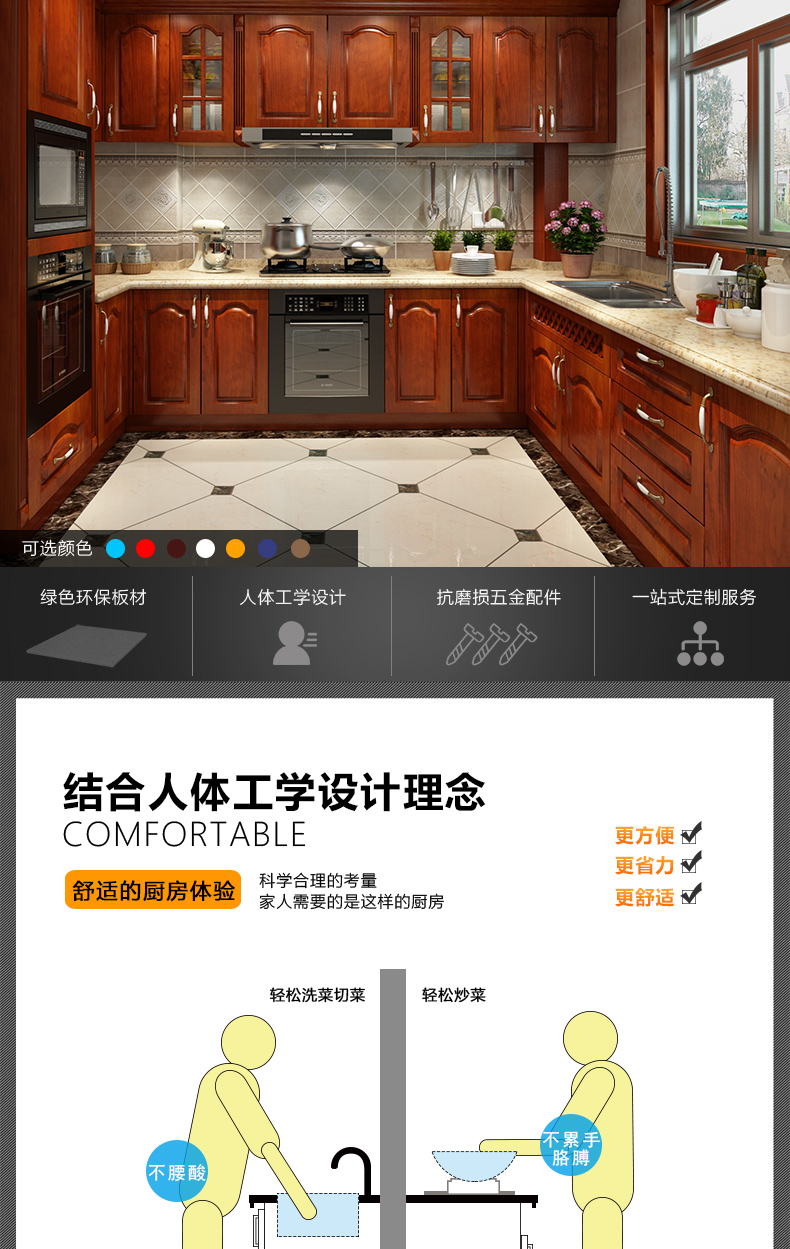 可选颜色
绿色环保板材
人体工学设计
抗磨损五金配件
一站式定制服务
结合人体工学设计理念
COMFORTABLE
舒适的厨房体验
科学合理的考量
家人需要的是这样的厨房
更方便
更省力
更舒适
轻松洗菜切菜
轻松炒菜
不腰酸
不累手
胳膊